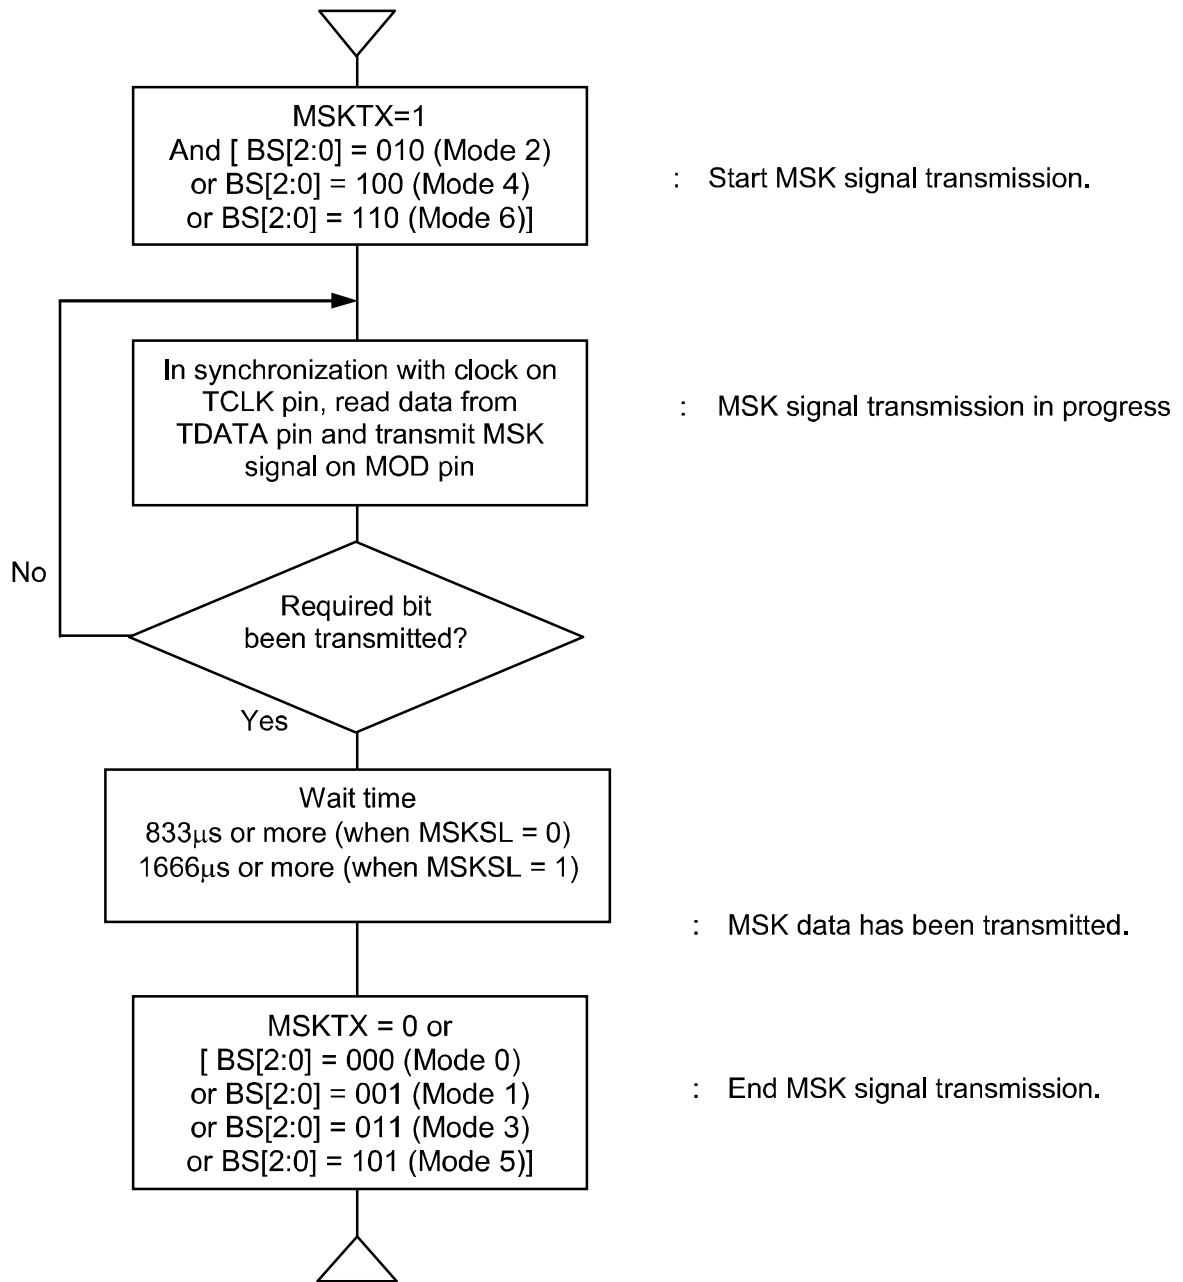 MSKTX=1
And [ BS[2:0] = 010 (Mode 2)
or BS[2:0] = 100 (Mode 4)
or BS[2:0] = 110 (Mode 6)]
: Start MSK signal transmission.
In synchronization with clock on
TCLK pin, read data from
TDATA pin and transmit MSK
signal on MOD pin
: MSK signal transmission in progress
No
Required bit
been transmitted?
Yes
Wait time
833μs or more (when MSKSL = 0)
1666μs or more (when MSKSL = 1)
: MSK data has been transmitted.
MSKTX = 0 or
[ BS[2:0] = 000 (Mode 0)
or BS[2:0] = 001 (Mode 1)
or BS[2:0] = 011 (Mode 3)
or BS[2:0] = 101 (Mode 5)]
: End MSK signal transmission.